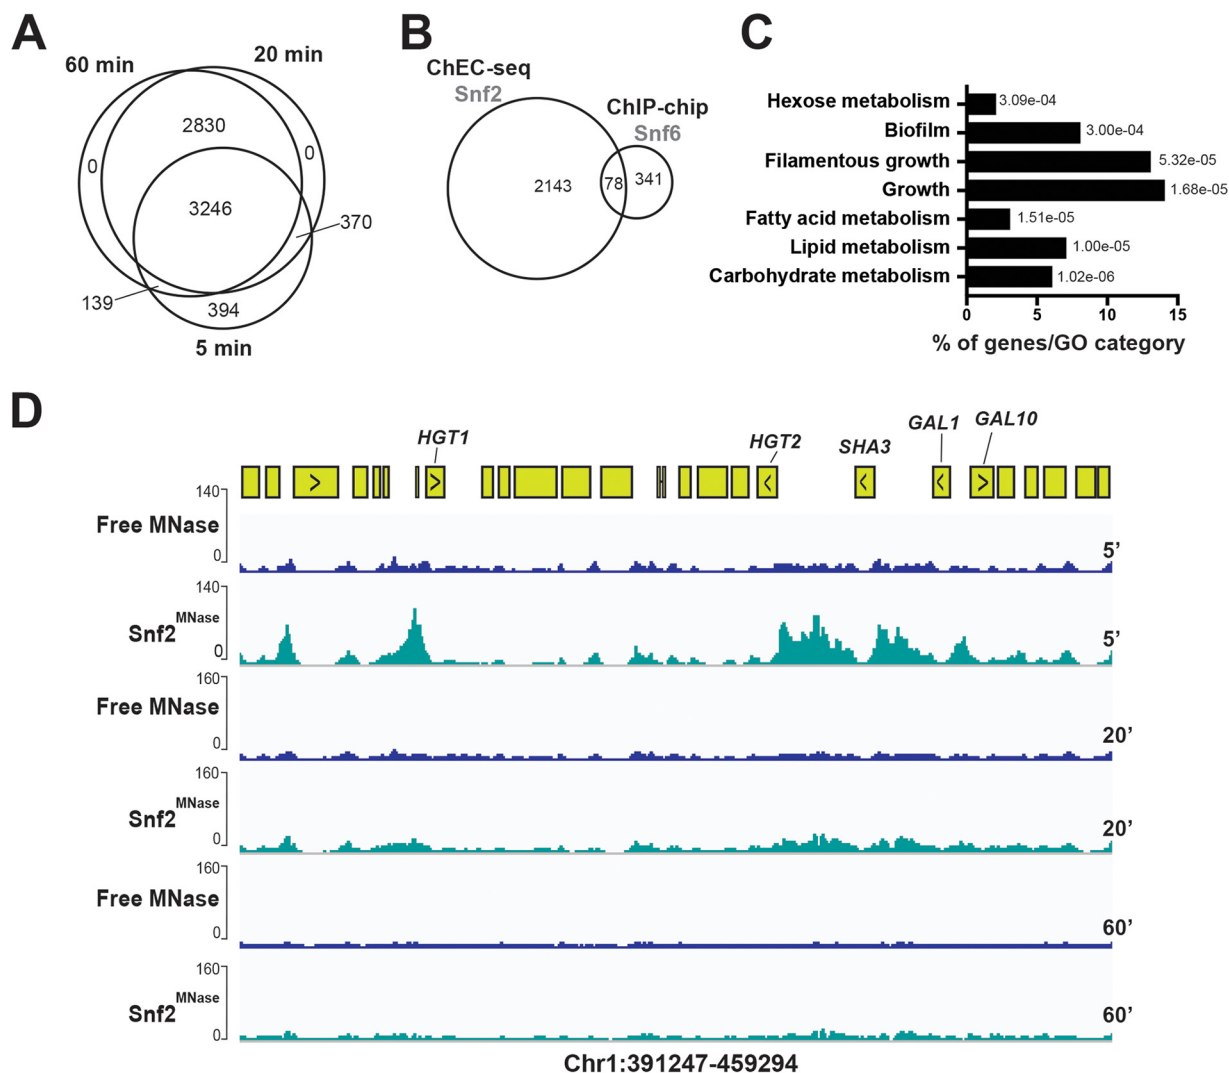 A
60 min
20 min
2830
0
0
3246
370
139
394
5 min
B
ChEC-seq
Snf2
ChIP-chip
Snf6
2143
78
341
C
Hexose metabolism
3.09e-04
Biofilm
3.00e-04
Filamentous growth
5.32e-05
Growth
1.68e-05
Fatty acid metabolism
1.51e-05
Lipid metabolism
1.00e-05
Carbohydrate metabolism
1.02e-06
0
5
10
15
% of genes/GO category
D
HGT1
HGT2
SHA3
GAL1
GAL10
140
Free MNase
0
5’
140
Snf2MNase
0
5’
160
Free MNase
0
20’
160
Snf2MNase
0
20’
160
Free MNase
0
60’
160
Snf2MNase
0
60’
Chr1:391247-459294